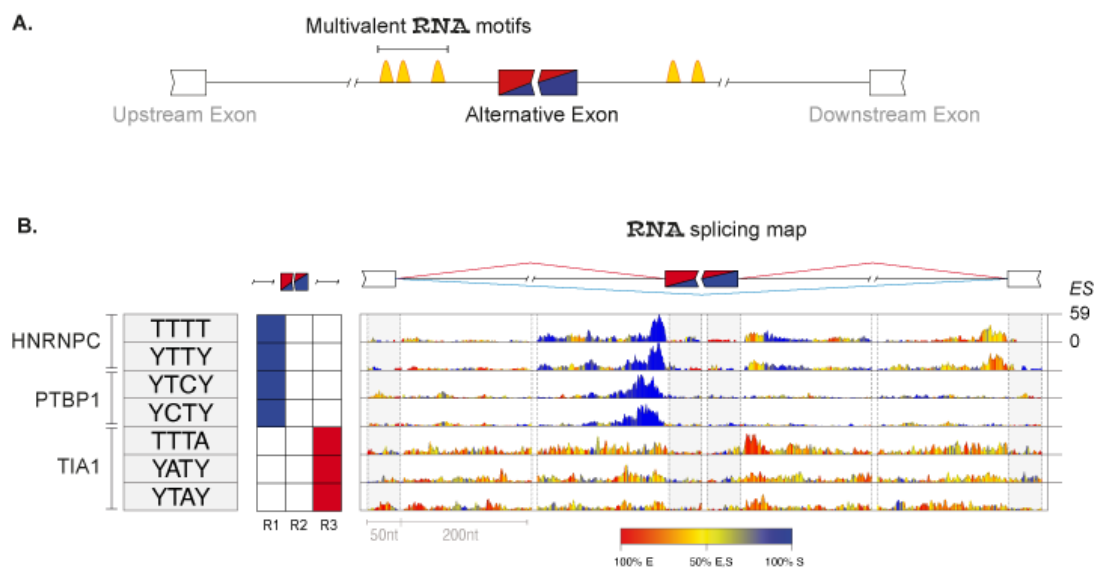 A.
Multivalent RNA motifs
Upstream Exon
Alternative Exon
Downstream Exon
B.
RNA splicing map
ES
59
0
HNRNPC
TTTT
YTTY
PTBP1
YTCY
YCTY
TIA1
TTTA
YATY
YTAY
R1 R2 R3
50nt 200nt
100% E 50% E,S 100% S